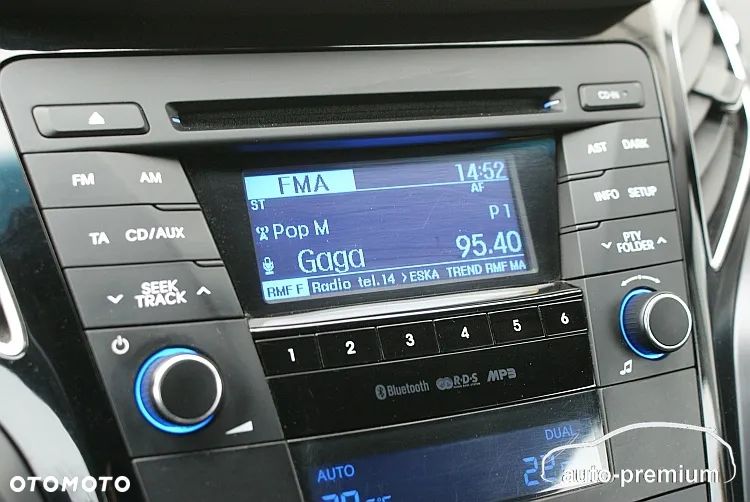 CD-IN
FM AM
AST DARK
TA CD/AUX
INFO SETUP
SEEK
TRACK
PTY
FOLDER
FMA 14:52
ST AF
Pop M P1
Gaga 95.40
RMF F Radio tel.14 >ESKA TREND RMF MA
1 2 3 4 5 6
Bluetooth R·D·S MP3
AUTO DUAL
OTOMOTO
auto-premium